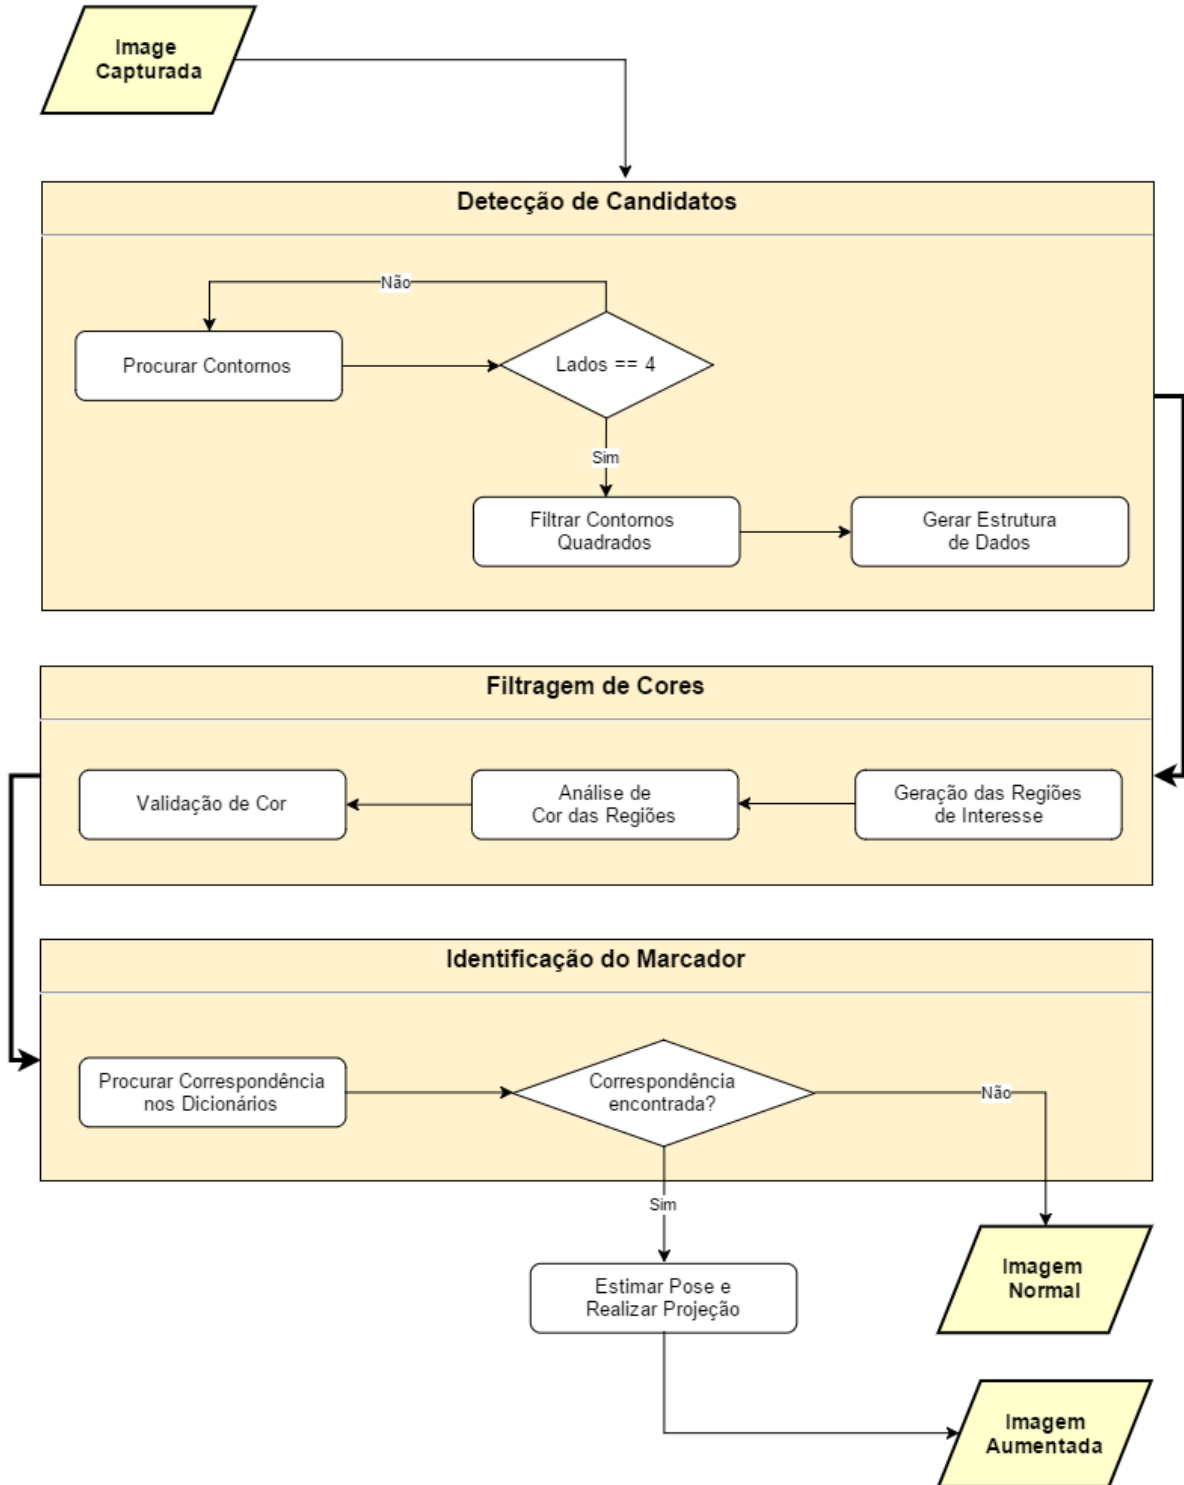 Image
Capturada
Detecção de Candidatos
Não
Procurar Contornos
Lados == 4
Sim
Filtrar Contornos
Quadrados
Gerar Estrutura
de Dados
Filtragem de Cores
Validação de Cor
Análise de
Cor das Regiões
Geração das Regiões
de Interesse
Identificação do Marcador
Procurar Correspondência
nos Dicionários
Correspondência
encontrada?
Não
Sim
Estimar Pose e
Realizar Projeção
Imagem
Normal
Imagem
Aumentada